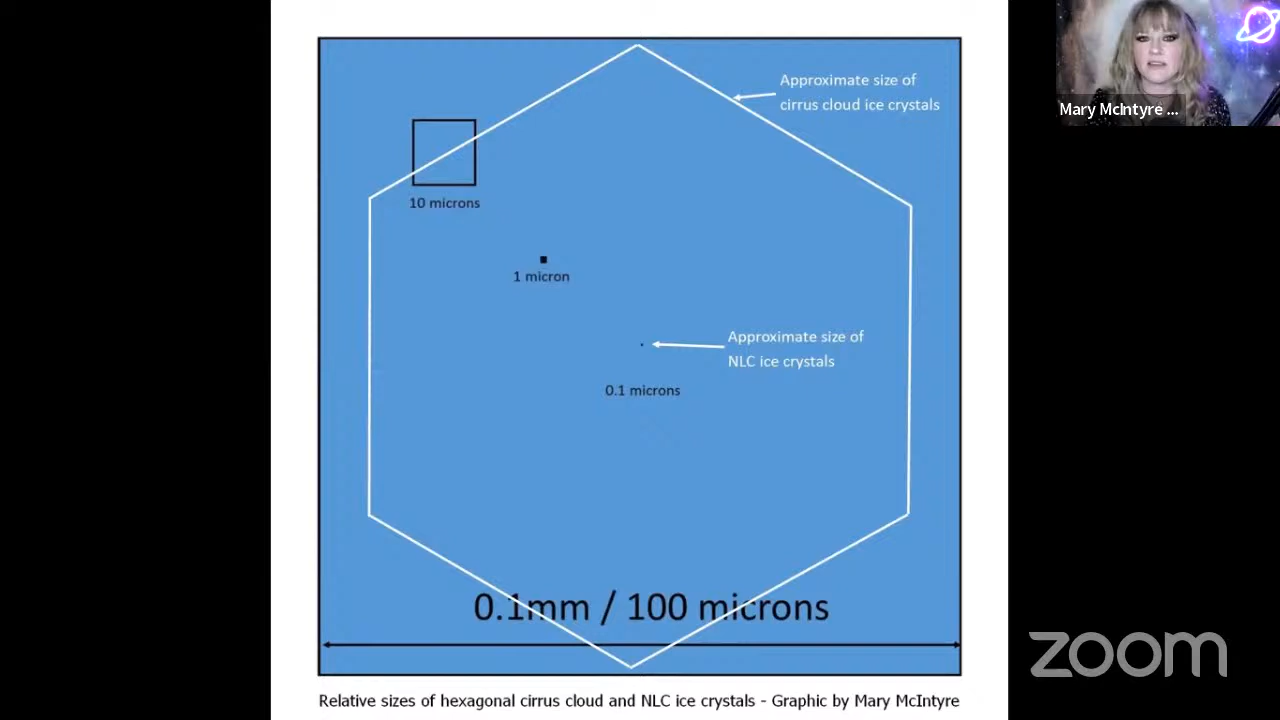 Approximate size of
cirrus cloud ice crystals
Mary McIntyre ...
10 microns
1 micron
Approximate size of
NLC ice crystals
0.1 microns
0.1mm / 100 microns
zoom
Relative sizes of hexagonal cirrus cloud and NLC ice crystals - Graphic by Mary McIntyre